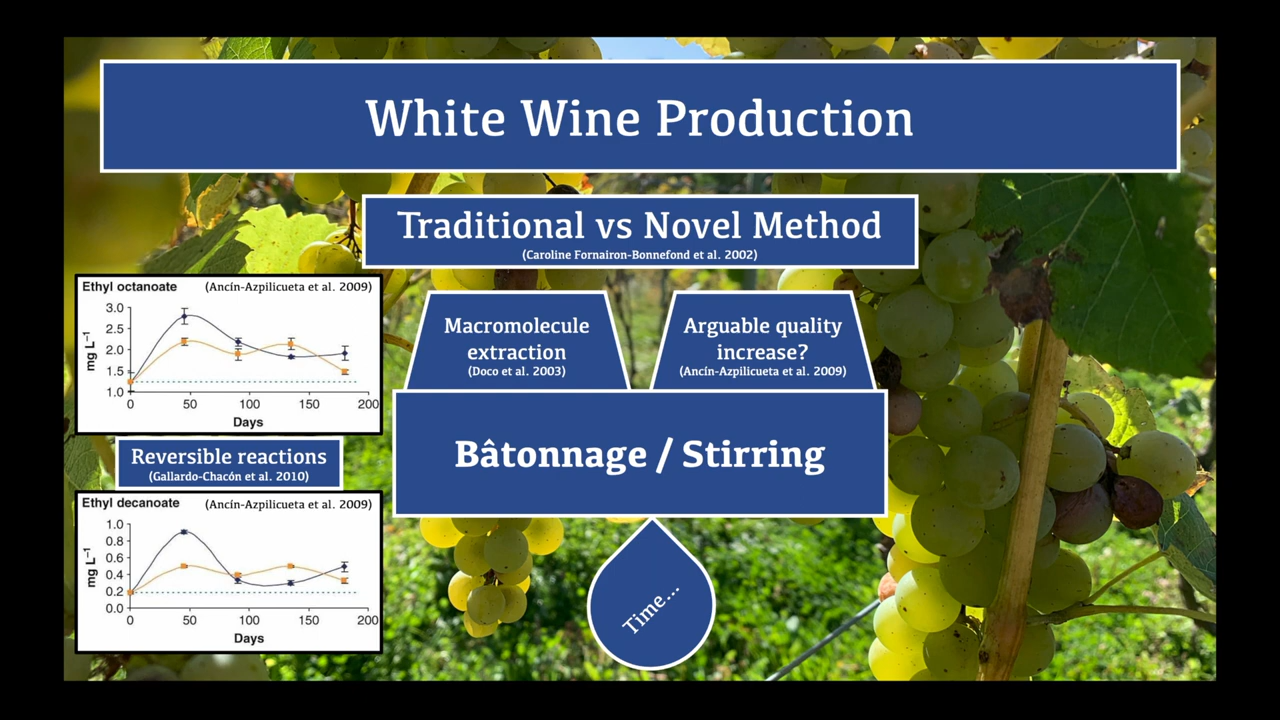 White Wine Production
Traditional vs Novel Method
(Caroline Fornairon-Bonnefond et al. 2002)
Ethyl octanoate (Ancín-Azpilicueta et al. 2009)
mg L⁻¹
3.0
2.5
2.0
1.5
1.0
0 50 100 150 200
Days
Reversible reactions
(Gallardo-Chacón et al. 2010)
Ethyl decanoate (Ancín-Azpilicueta et al. 2009)
mg L⁻¹
1.0
0.8
0.6
0.4
0.2
0.0
0 50 100 150 200
Days
Macromolecule
extraction
(Doco et al. 2003)
Arguable quality
increase?
(Ancín-Azpilicueta et al. 2009)
Bâtonnage / Stirring
Time...